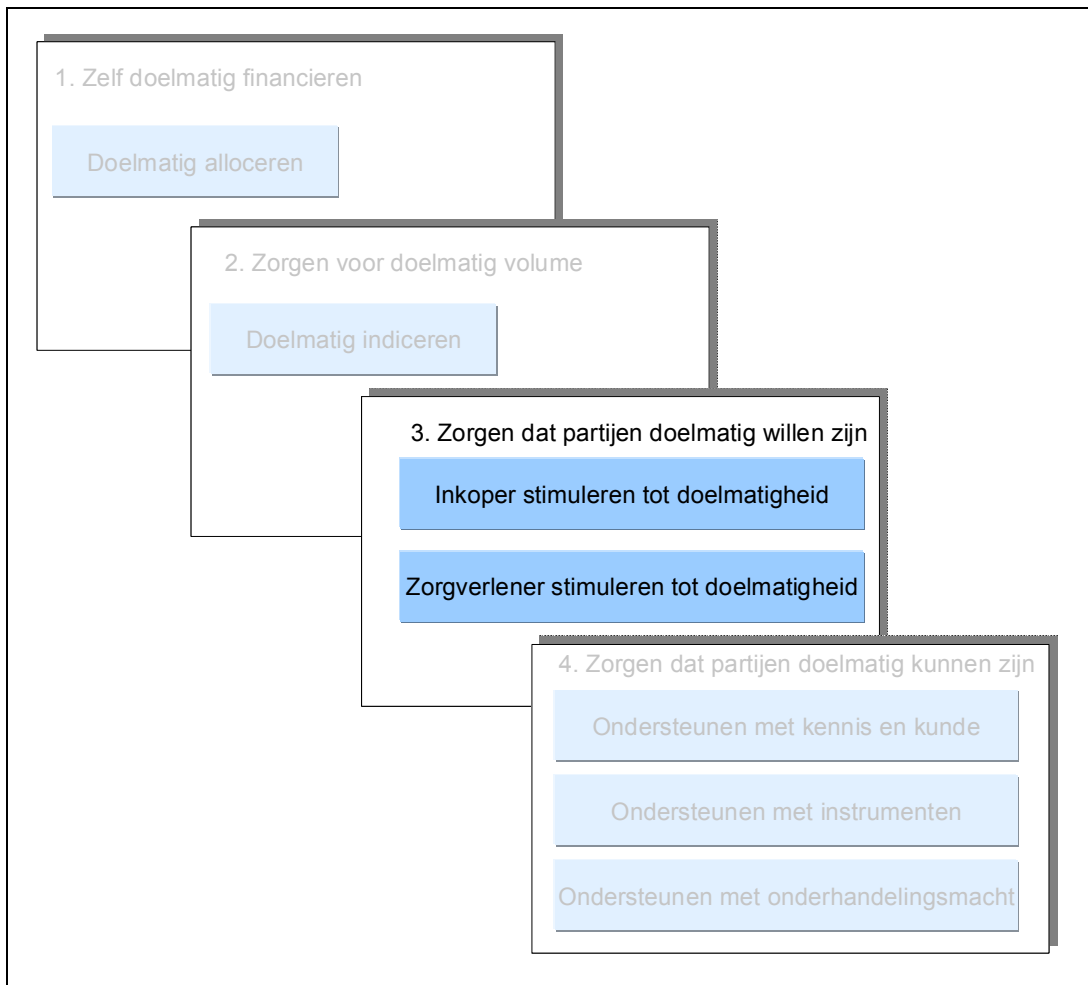 1. Zelf doelmatig financieren
Doelmatig alloceren
2. Zorgen voor doelmatig volume
Doelmatig indiceren
3. Zorgen dat partijen doelmatig willen zijn
Inkoper stimuleren tot doelmatigheid
Zorgverlener stimuleren tot doelmatigheid
4. Zorgen dat partijen doelmatig kunnen zijn
Ondersteunen met kennis en kunde
Ondersteunen met instrumenten
Ondersteunen met onderhandelingsmacht